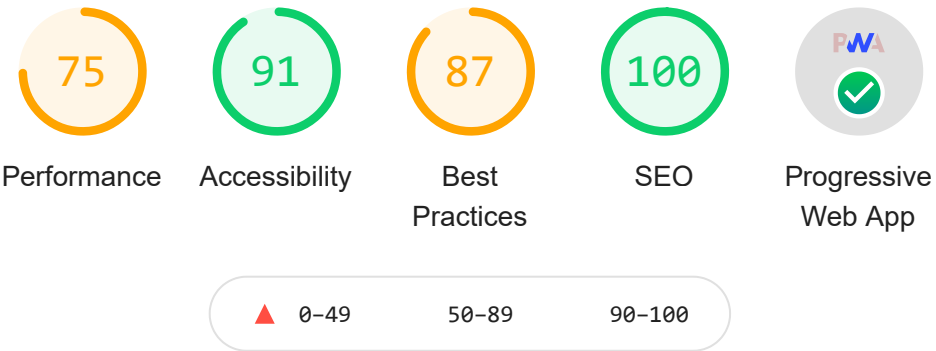 75
91
87
100
PWA
Performance
Accessibility
Best
Practices
SEO
Progressive
Web App
0–49
50–89
90–100